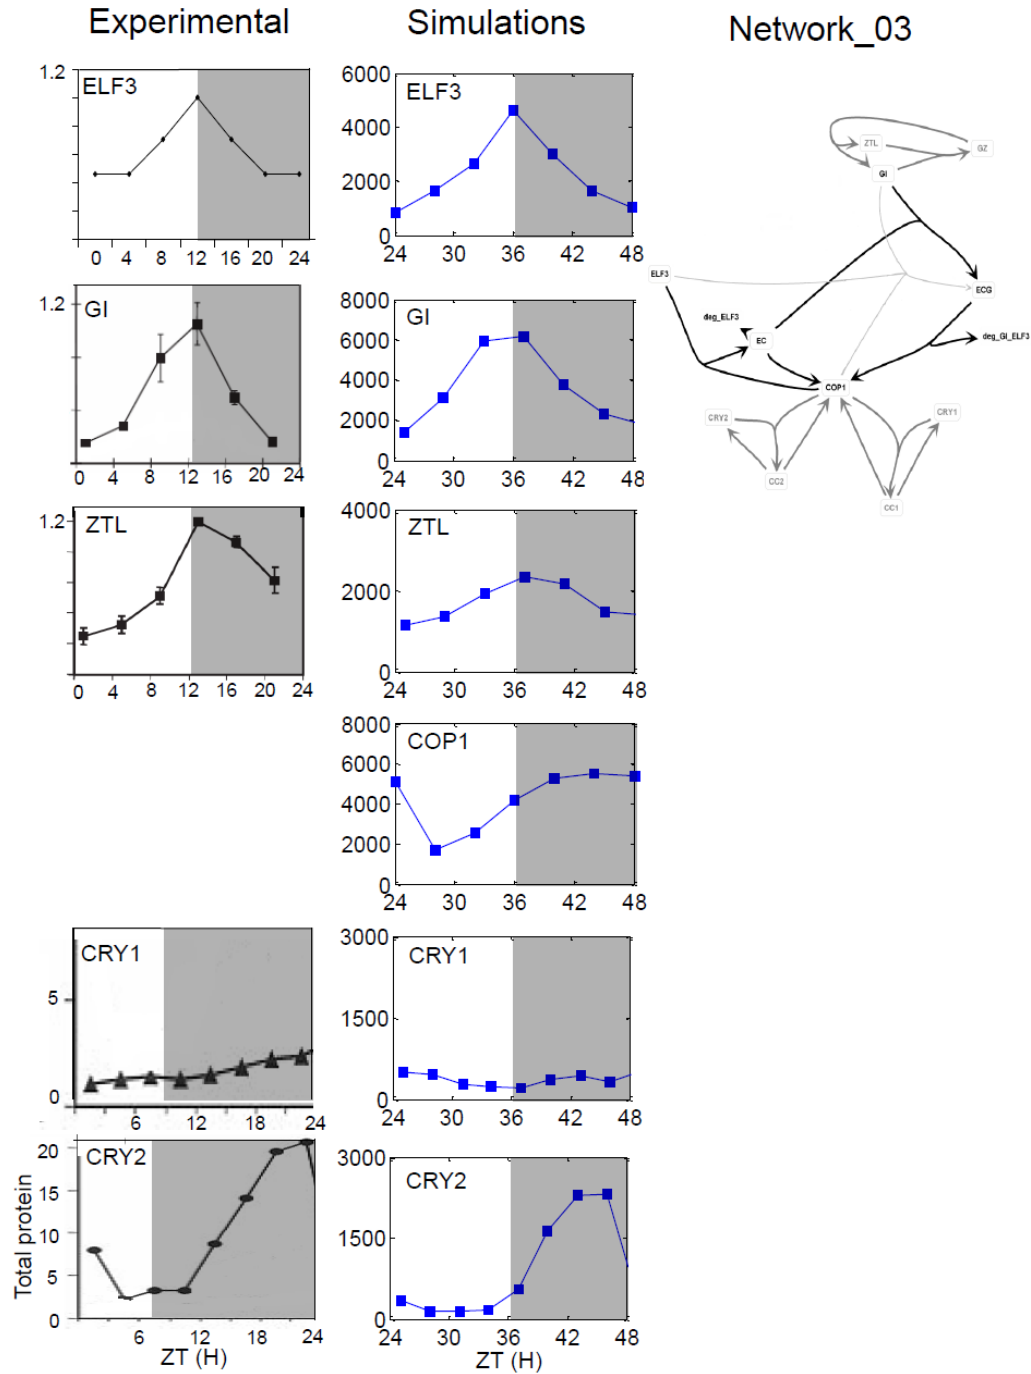 Experimental
Simulations
Network_03
1.2
ELF3
0 4 8 12 16 20 24
6000
4000
2000
0
ELF3
24 30 36 42 48
1.2
GI
0 4 8 12 16 20 24
8000
6000
4000
2000
0
GI
24 30 36 42 48
1.2
ZTL
0 4 8 12 16 20 24
4000
2000
0
ZTL
24 30 36 42 48
8000
6000
4000
2000
0
COP1
24 30 36 42 48
5
0
CRY1
6 12 18 24
3000
1500
0
CRY1
24 30 36 42 48
Total protein
20
15
10
5
0
CRY2
6 12 18 24
ZT (H)
3000
1500
0
CRY2
24 30 36 42 48
ZT (H)
ZTL
GZ
GI
ELF3
ECG
deg_ELF3
EC
deg_GI_ELF3
COP1
CRY2
CRY1
CC2
CC1